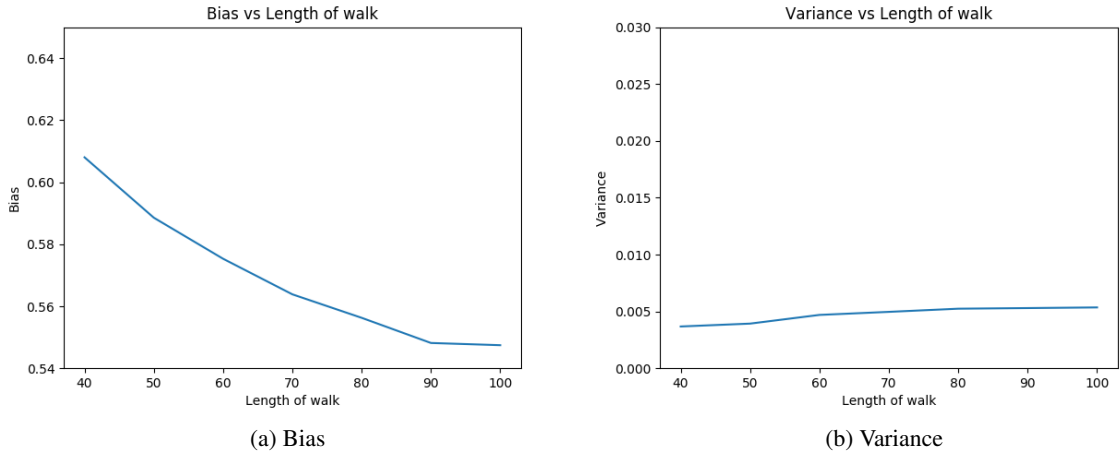 Bias vs Length of walk
0.64
0.62
0.60
0.58
0.56
0.54
Bias
40 50 60 70 80 90 100
Length of walk
(a) Bias
Variance vs Length of walk
0.030
0.025
0.020
0.015
0.010
0.005
0.000
Variance
40 50 60 70 80 90 100
Length of walk
(b) Variance